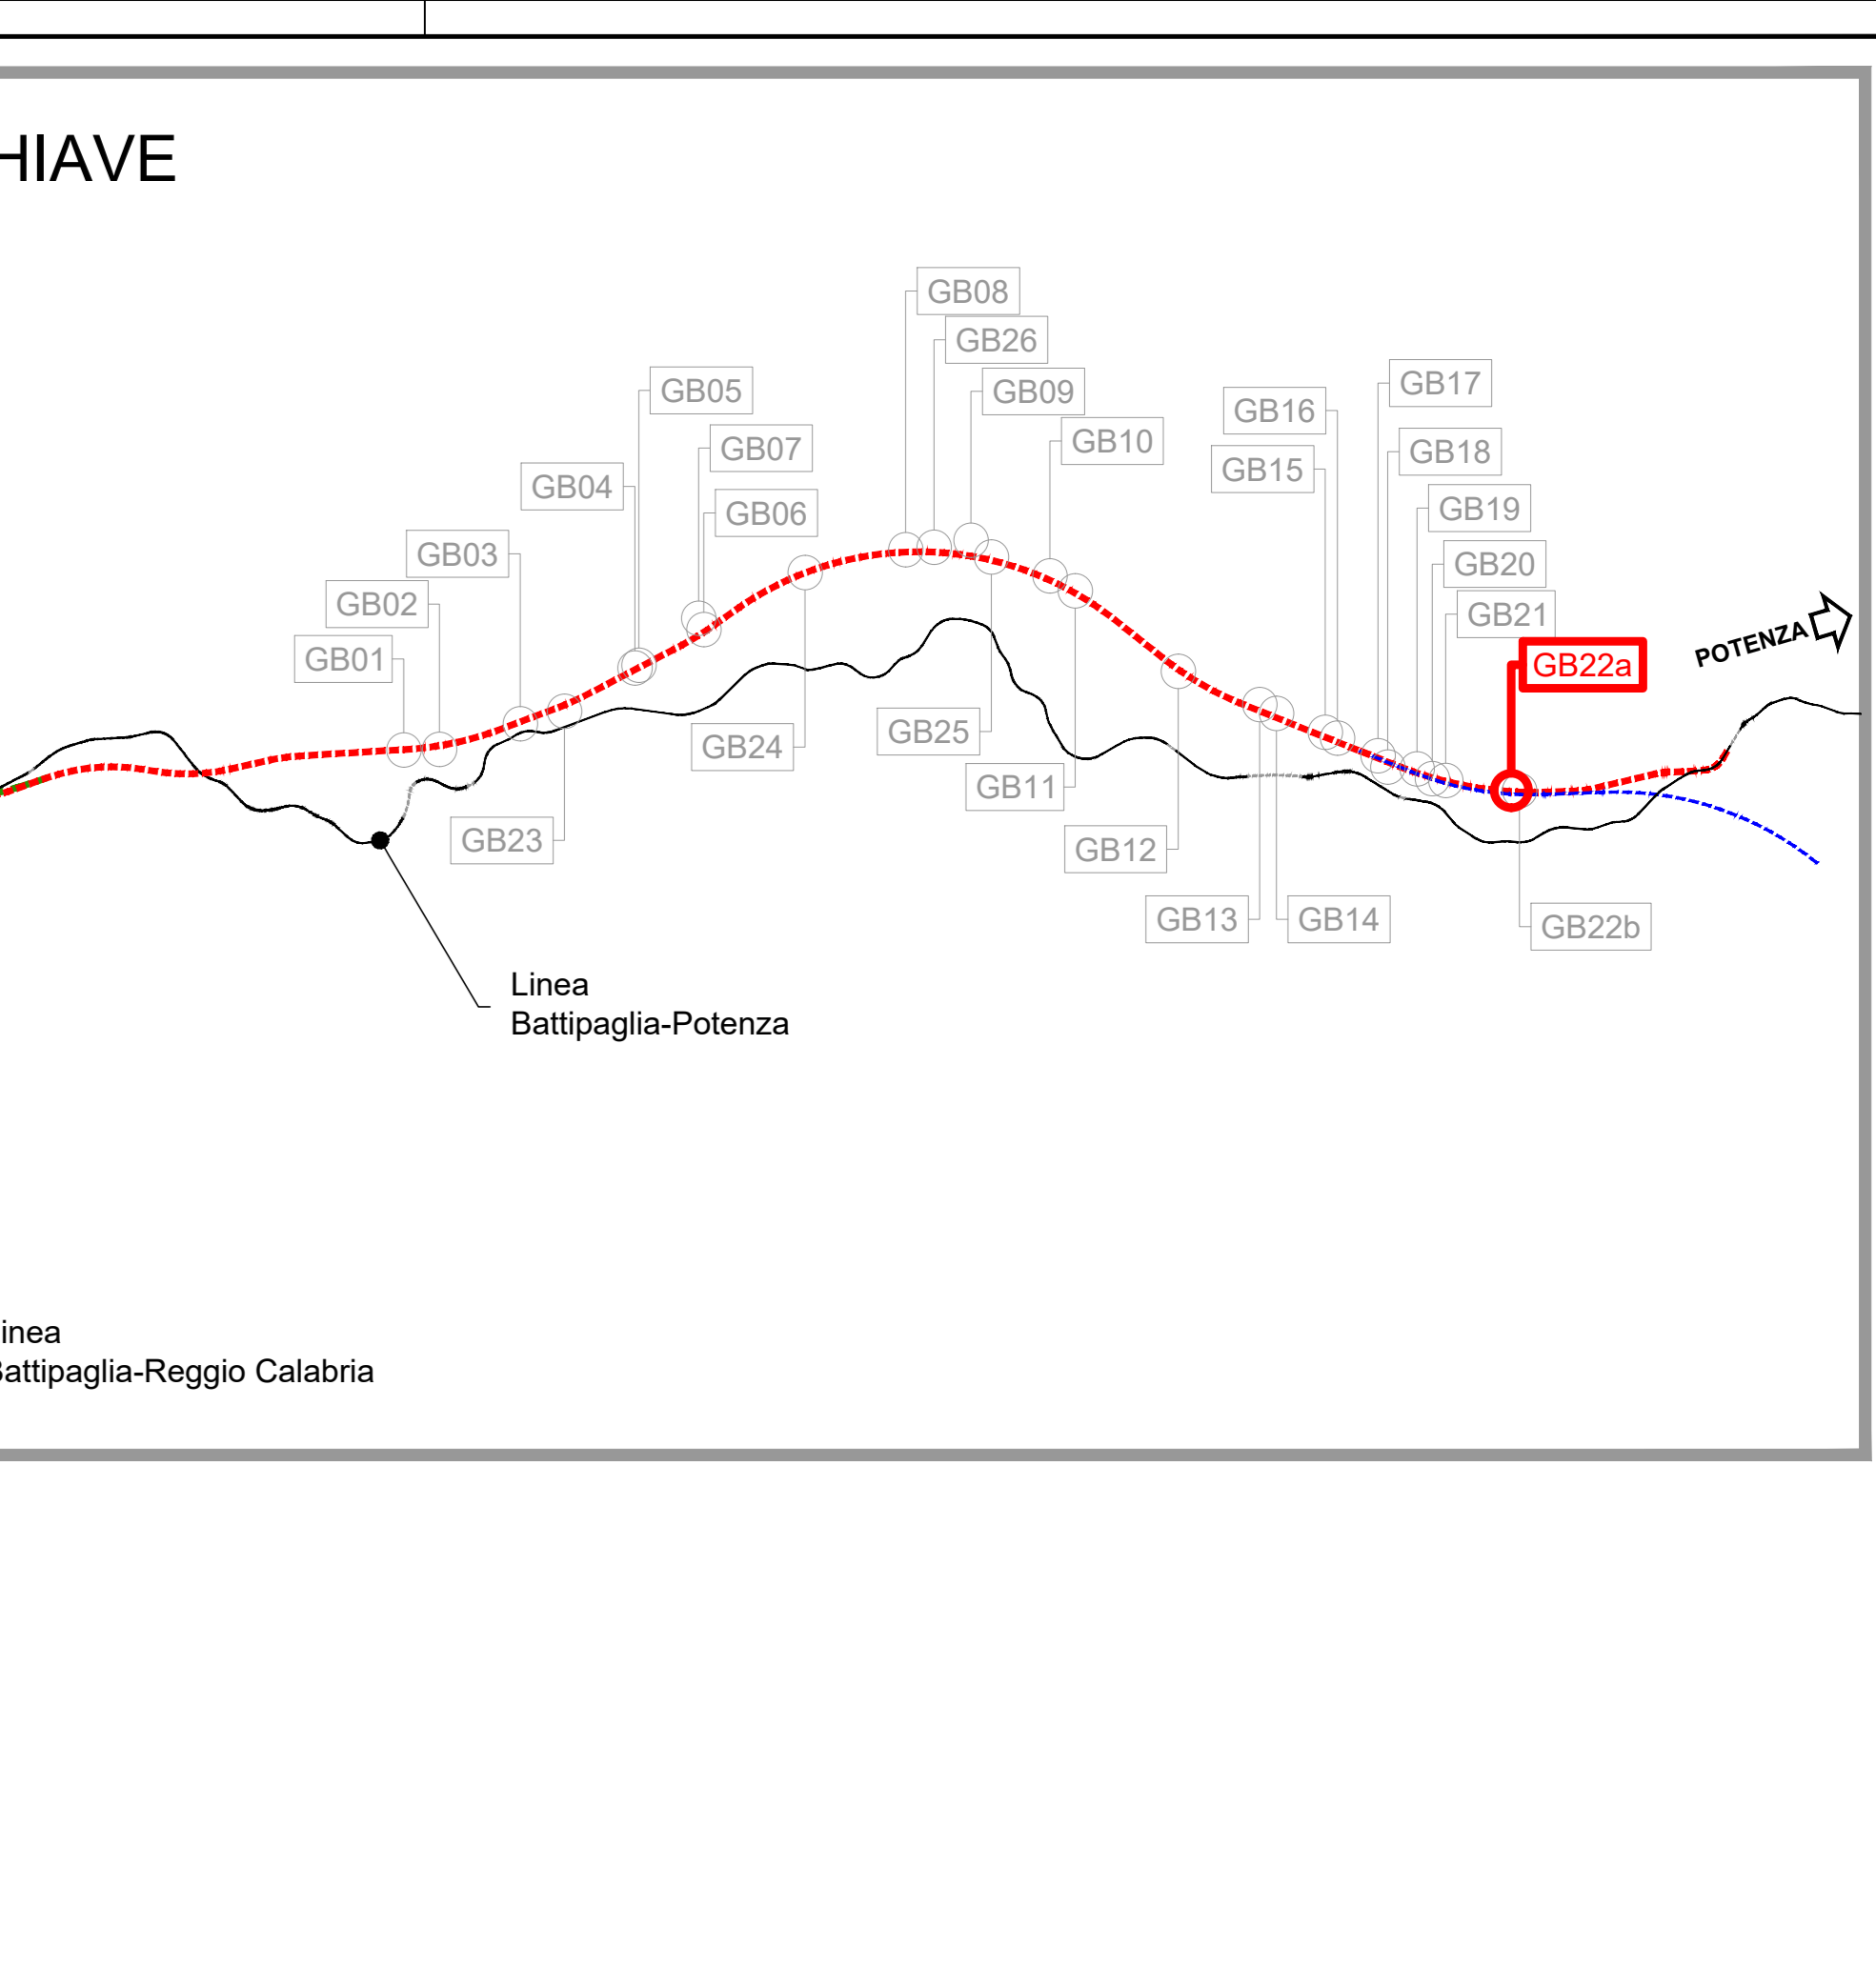 HIAVE
GB08
GB26
GB05
GB09
GB17
GB16
GB07
GB10
GB18
GB15
GB04
GB06
GB19
GB03
GB20
GB02
GB21
POTENZA
GB01
GB22a
GB25
GB24
GB11
GB23
GB12
GB13
GB14
GB22b
Linea
Battipaglia-Potenza
inea
attipaglia-Reggio Calabria